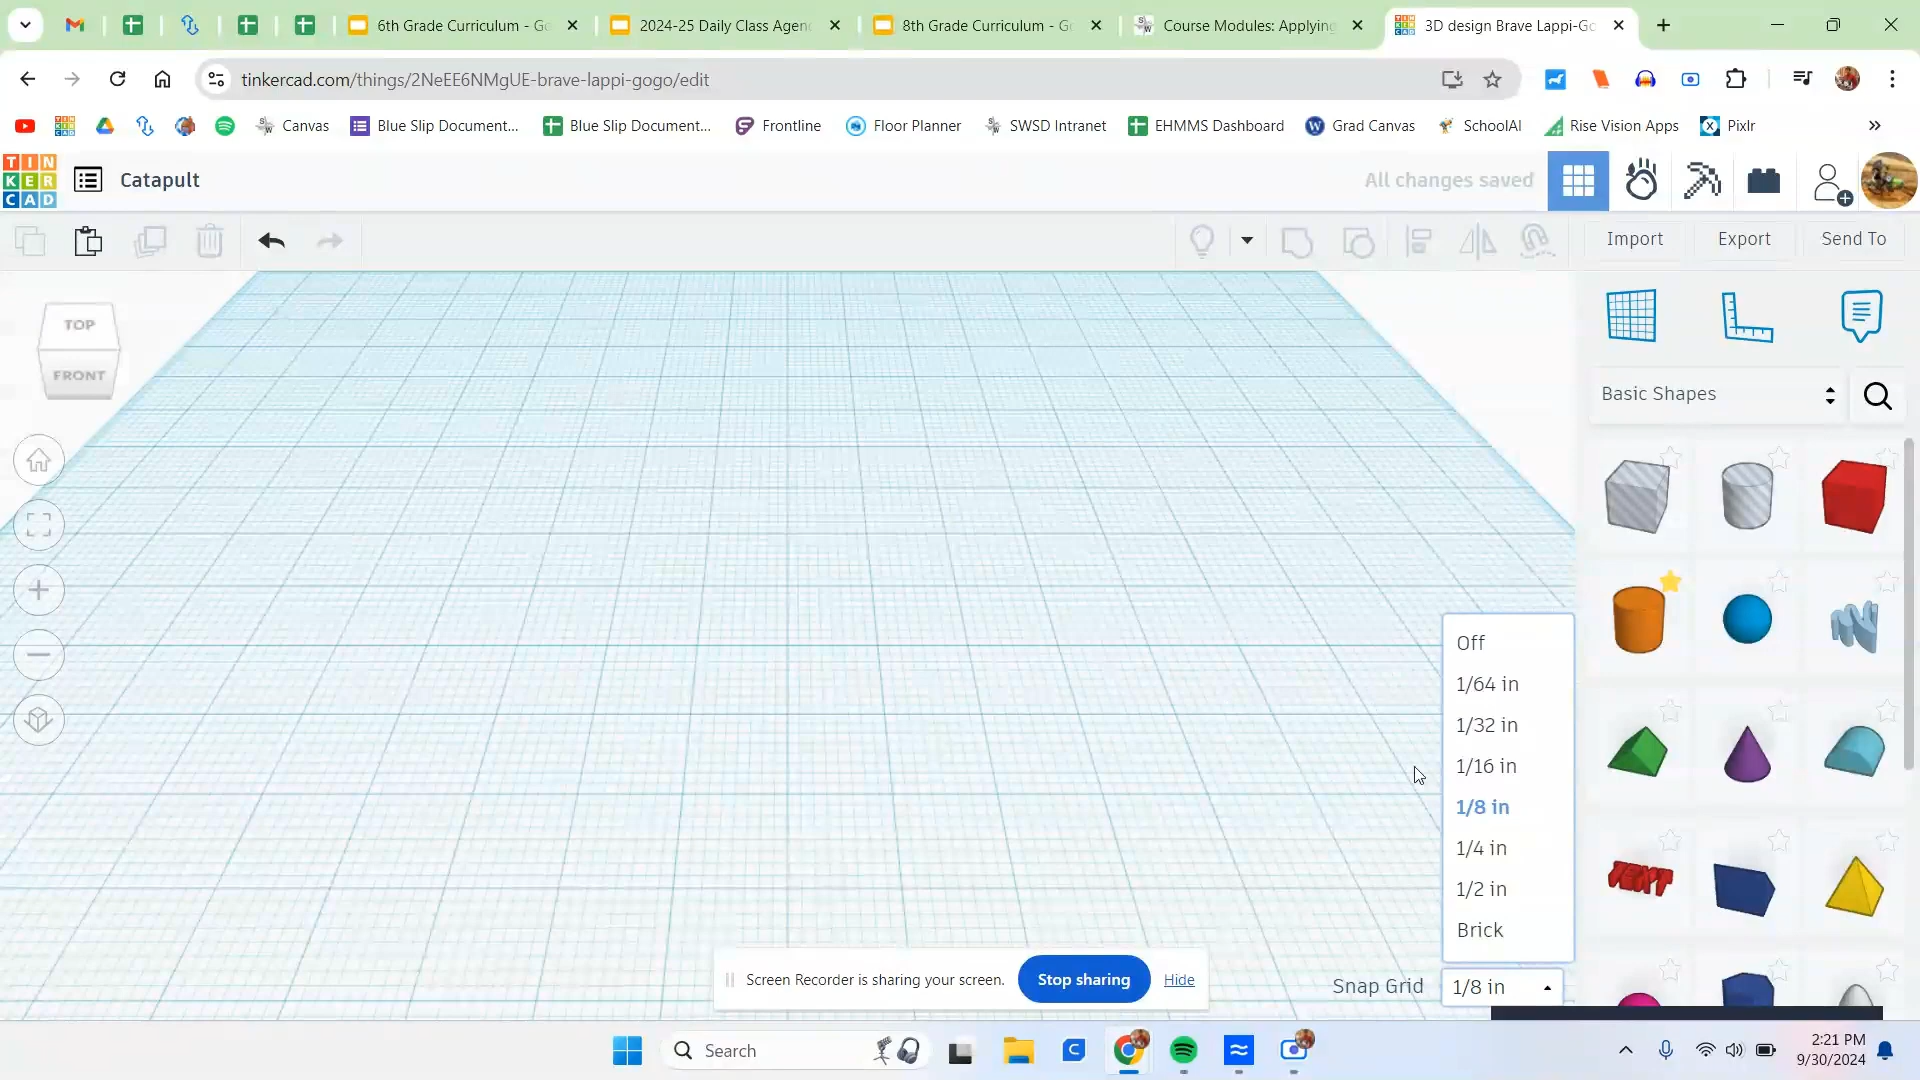 6th Grade Curriculum - Go
2024-25 Daily Class Agen
8th Grade Curriculum - Go
Course Modules: Applying
3D design Brave Lappi-Go
tinkercad.com/things/2NeEE6NMgUE-brave-lappi-gogo/edit
Canvas
Blue Slip Document...
Blue Slip Document...
Frontline
Floor Planner
SWSD Intranet
EHMMS Dashboard
Grad Canvas
SchoolAI
Rise Vision Apps
Pixlr
TIN
KER
CAD
Catapult
All changes saved
Import
Export
Send To
TOP
FRONT
Basic Shapes
TEXT
Off
1/64 in
1/32 in
1/16 in
1/8 in
1/4 in
1/2 in
Brick
Snap Grid
1/8 in
Screen Recorder is sharing your screen.
Stop sharing
Hide
Search
2:21 PM
9/30/2024